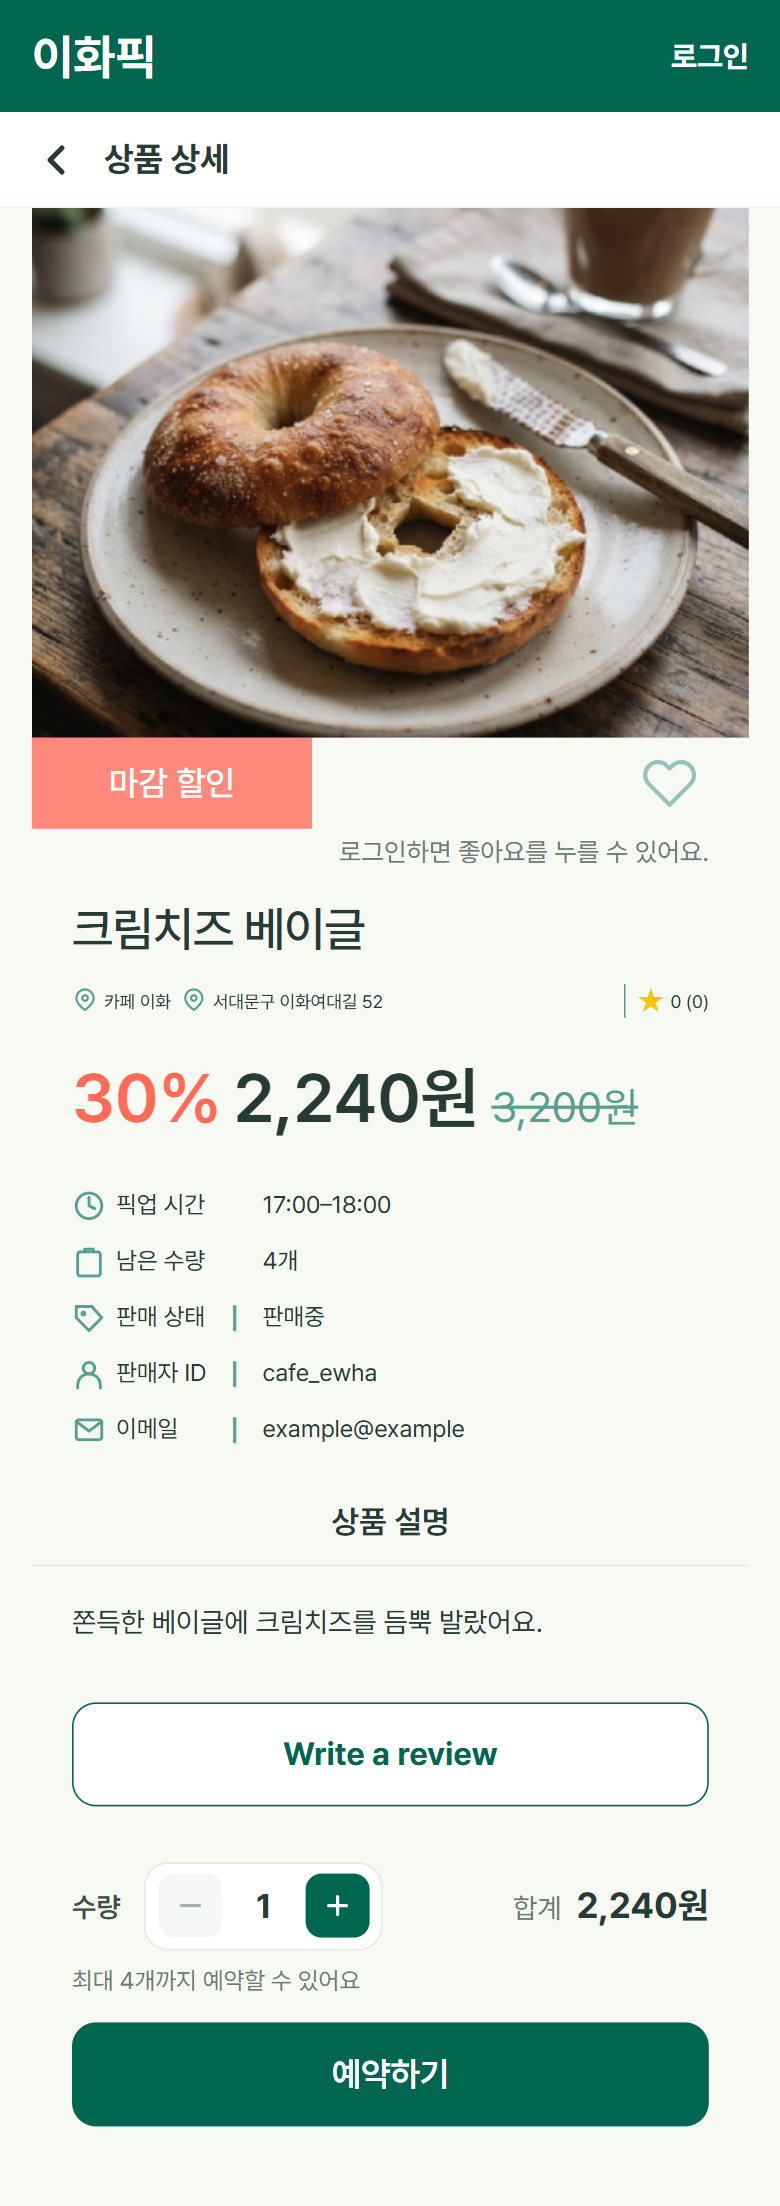 이화픽
로그인
상품 상세
마감 할인
로그인하면 좋아요를 누를 수 있어요.
크림치즈 베이글
카페 이화 서대문구 이화여대길 52 0 (0)
30% 2,240원 3,200원
픽업 시간 17:00–18:00
남은 수량 4개
판매 상태 | 판매중
판매자 ID | cafe_ewha
이메일 | example@example
상품 설명
쫀득한 베이글에 크림치즈를 듬뿍 발랐어요.
Write a review
수량 − 1 + 합계 2,240원
최대 4개까지 예약할 수 있어요
예약하기